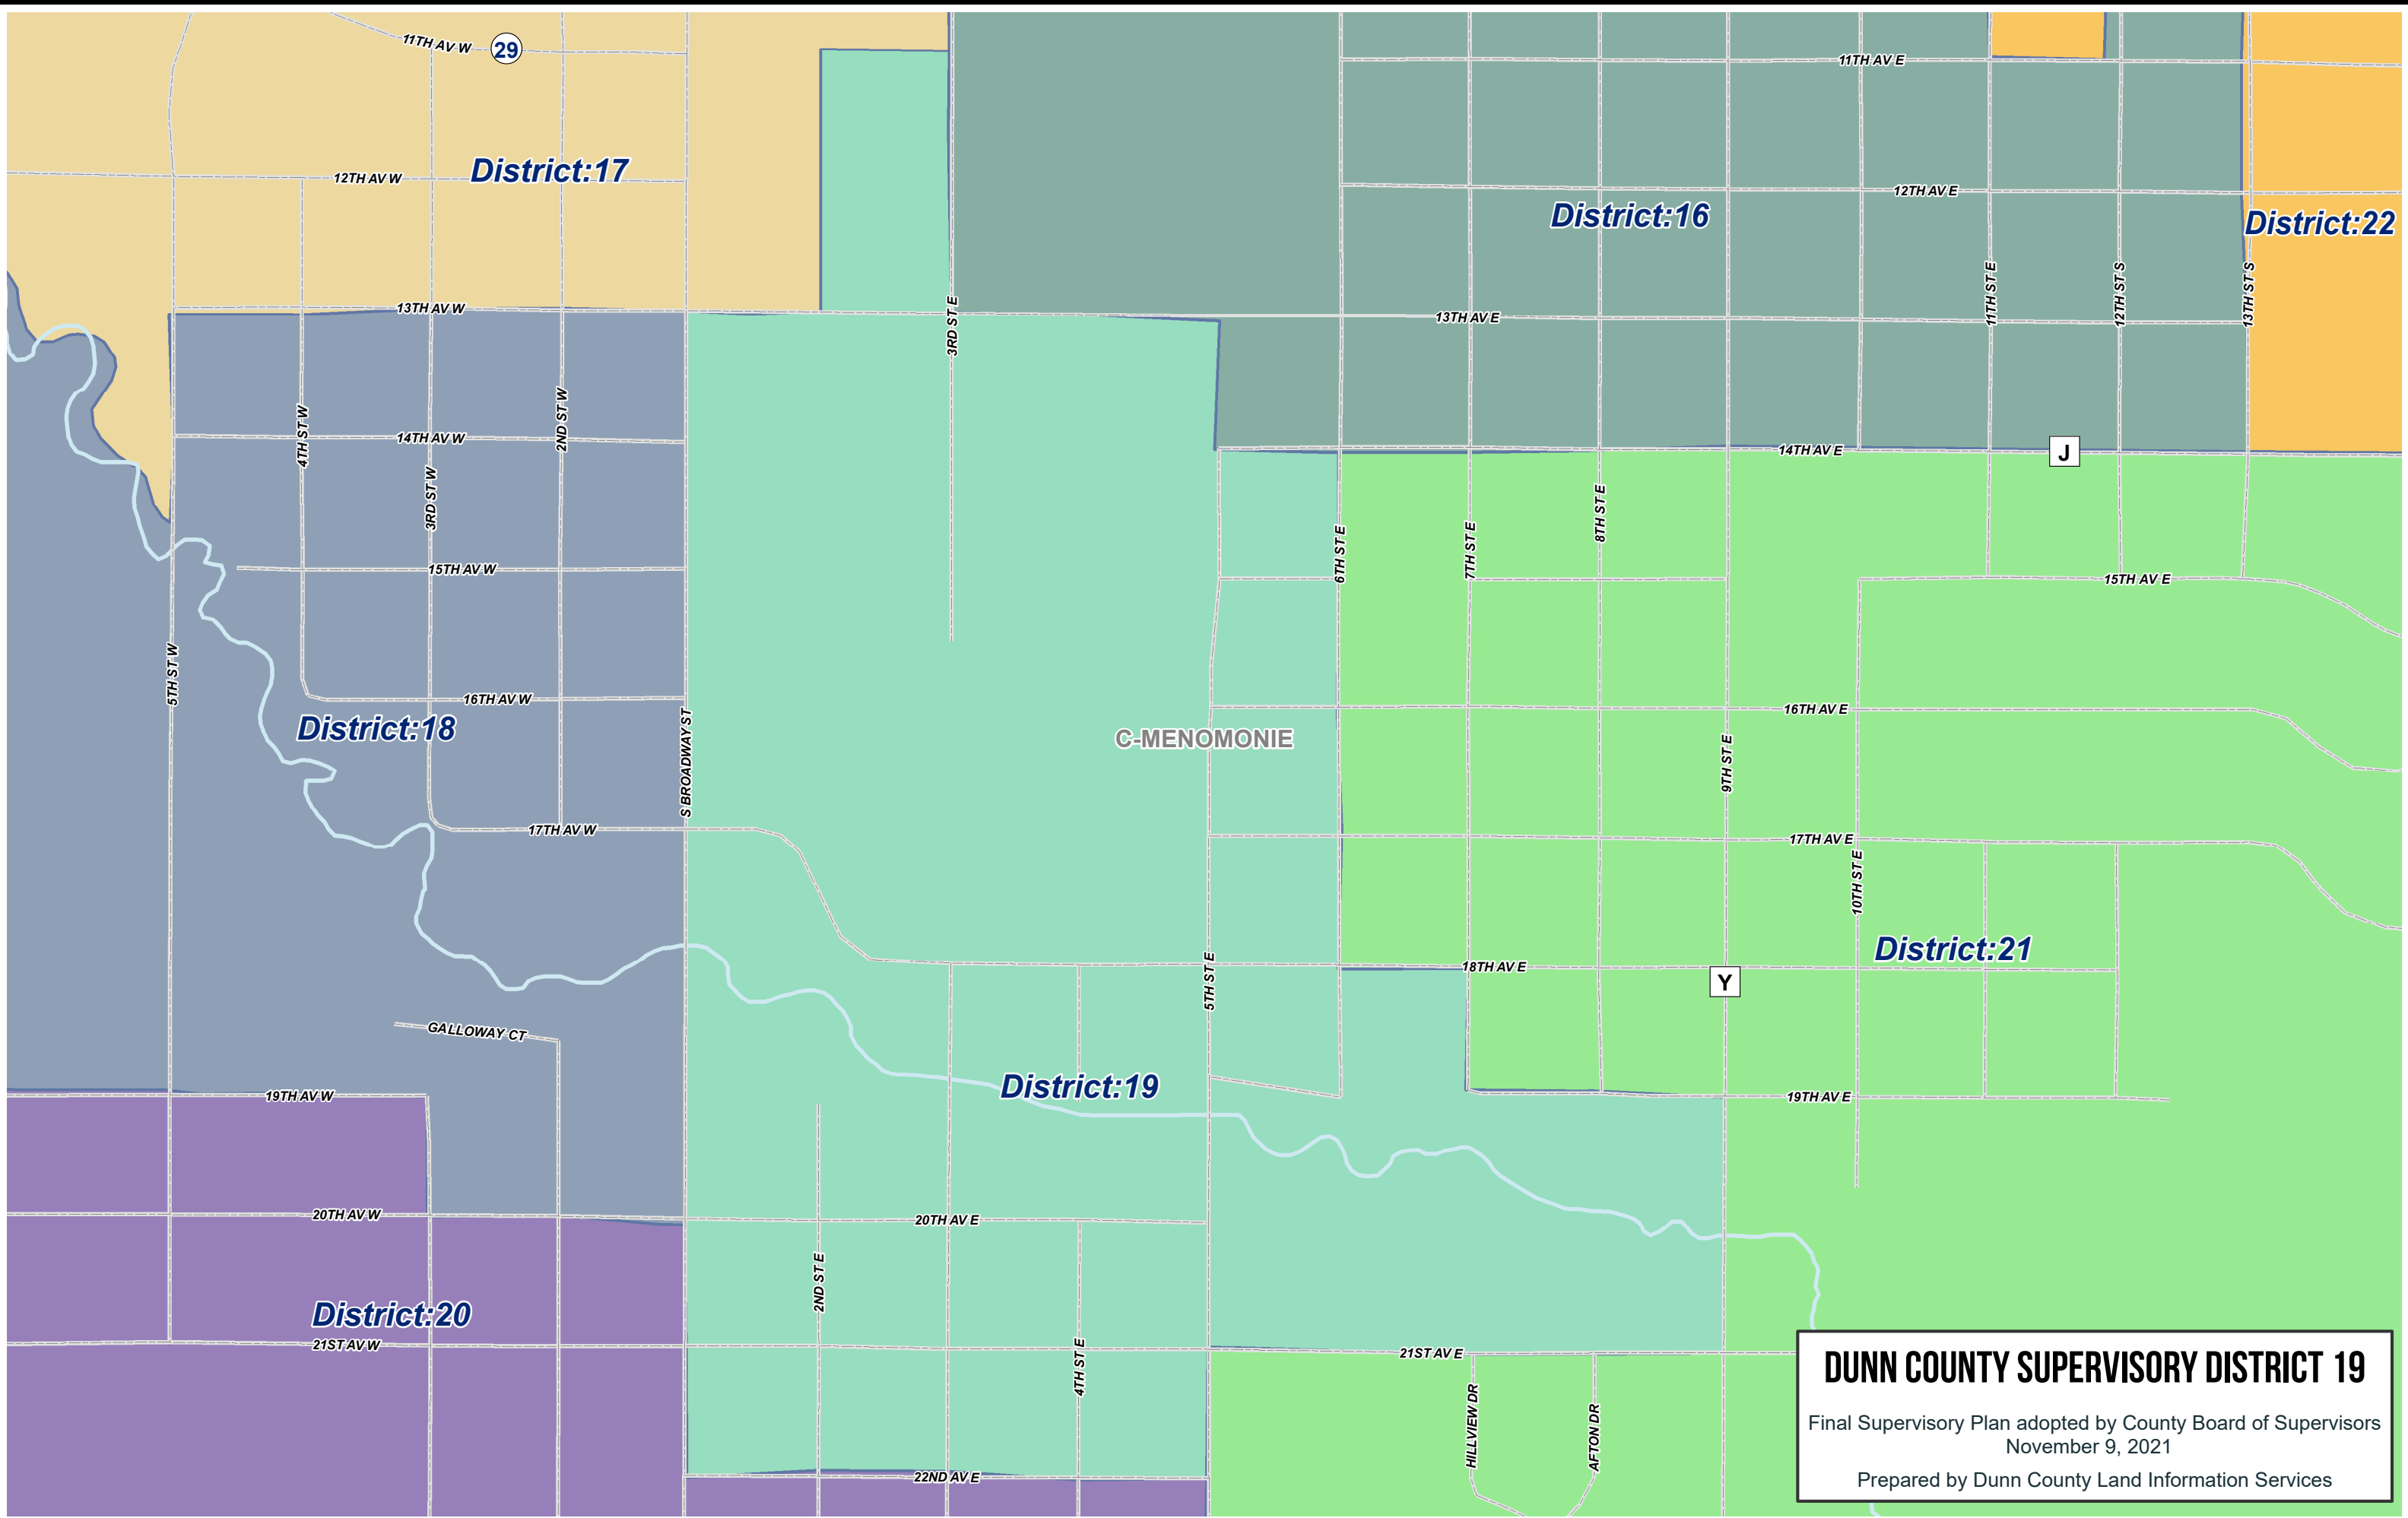 11TH AV W
29
11TH AV E
District:17
12TH AV W
12TH AV E
District:16
District:22
13TH AV W
3RD ST E
13TH AV E
11TH ST E
12TH ST S
13TH ST S
4TH ST W
14TH AV W
3RD ST W
2ND ST W
14TH AV E
J
15TH AV W
6TH ST E
7TH ST E
8TH ST E
15TH AV E
5TH ST W
16TH AV W
District:18
S BROADWAY ST
C-MENOMONIE
16TH AV E
9TH ST E
17TH AV W
17TH AV E
10TH ST E
District:21
5TH ST E
18TH AV E
Y
GALLOWAY CT
District:19
19TH AV W
19TH AV E
20TH AV W
20TH AV E
2ND ST E
District:20
21ST AV W
4TH ST E
21ST AV E
HILLVIEW DR
AFTON DR
22ND AV E
DUNN COUNTY SUPERVISORY DISTRICT 19
Final Supervisory Plan adopted by County Board of Supervisors
November 9, 2021
Prepared by Dunn County Land Information Services